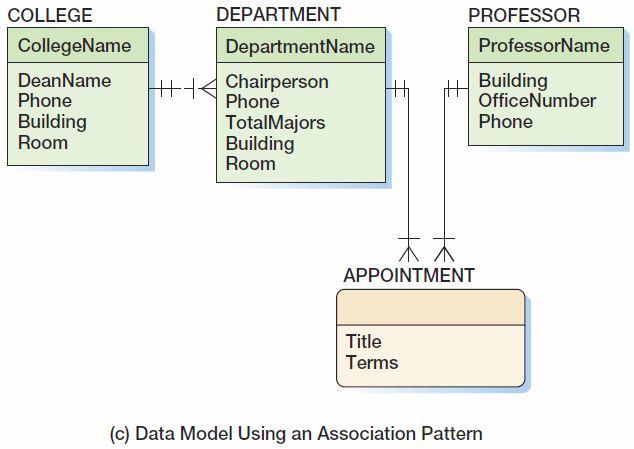 COLLEGE
CollegeName
DeanName
Phone
Building
Room
DEPARTMENT
DepartmentName
Chairperson
Phone
TotalMajors
Building
Room
PROFESSOR
ProfessorName
Building
OfficeNumber
Phone
APPOINTMENT
Title
Terms
(c) Data Model Using an Association Pattern